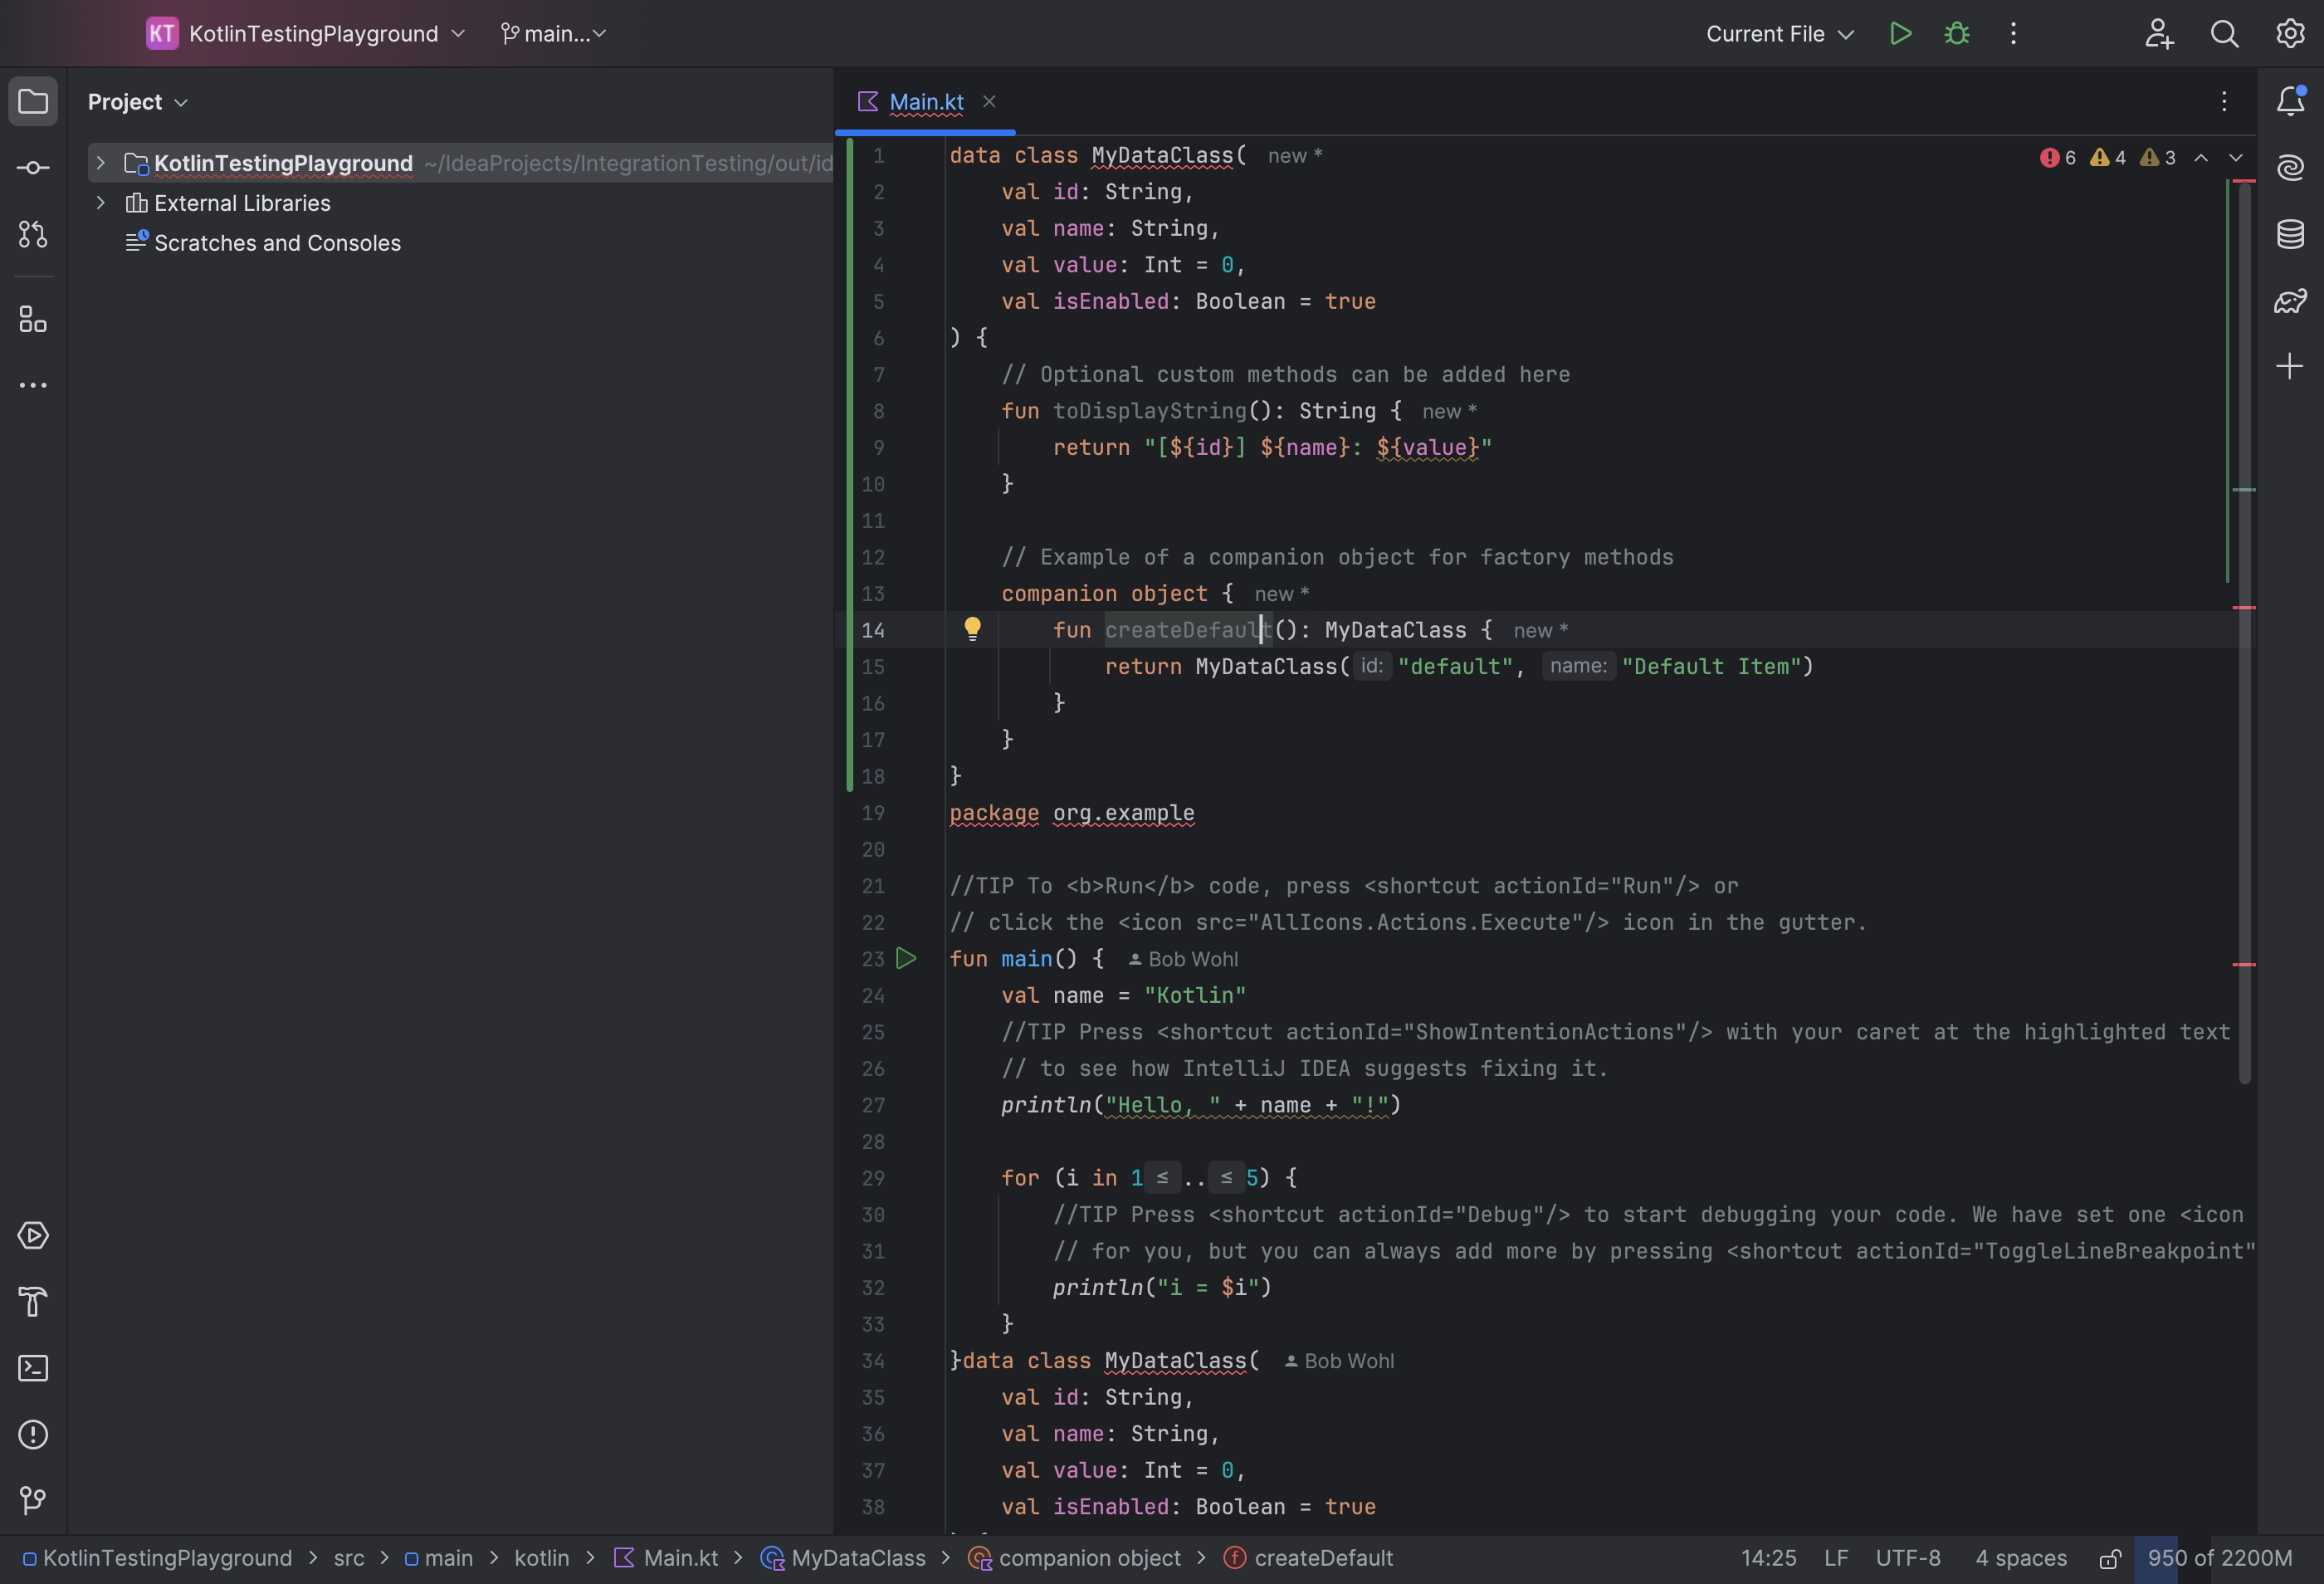 KT KotlinTestingPlayground main... Current File
Project
Main.kt
KotlinTestingPlayground ~/IdeaProjects/IntegrationTesting/out/id
External Libraries
Scratches and Consoles
6 4 3
1 data class MyDataClass( new *
2 val id: String,
3 val name: String,
4 val value: Int = 0,
5 val isEnabled: Boolean = true
6 ) {
7 // Optional custom methods can be added here
8 fun toDisplayString(): String { new *
9 return "[${id}] ${name}: ${value}"
10 }
11
12 // Example of a companion object for factory methods
13 companion object { new *
14 fun createDefault(): MyDataClass { new *
15 return MyDataClass( id: "default", name: "Default Item")
16 }
17 }
18 }
19 package org.example
20
21 //TIP To <b>Run</b> code, press <shortcut actionId="Run"/> or
22 // click the <icon src="AllIcons.Actions.Execute"/> icon in the gutter.
23 fun main() { Bob Wohl
24 val name = "Kotlin"
25 //TIP Press <shortcut actionId="ShowIntentionActions"/> with your caret at the highlighted text
26 // to see how IntelliJ IDEA suggests fixing it.
27 println("Hello, " + name + "!")
28
29 for (i in 1 ≤ .. ≤ 5) {
30 //TIP Press <shortcut actionId="Debug"/> to start debugging your code. We have set one <icon
31 // for you, but you can always add more by pressing <shortcut actionId="ToggleLineBreakpoint"
32 println("i = $i")
33 }
34 }data class MyDataClass( Bob Wohl
35 val id: String,
36 val name: String,
37 val value: Int = 0,
38 val isEnabled: Boolean = true
KotlinTestingPlayground > src > main > kotlin > Main.kt > MyDataClass > companion object > createDefault 14:25 LF UTF-8 4 spaces 950 of 2200M